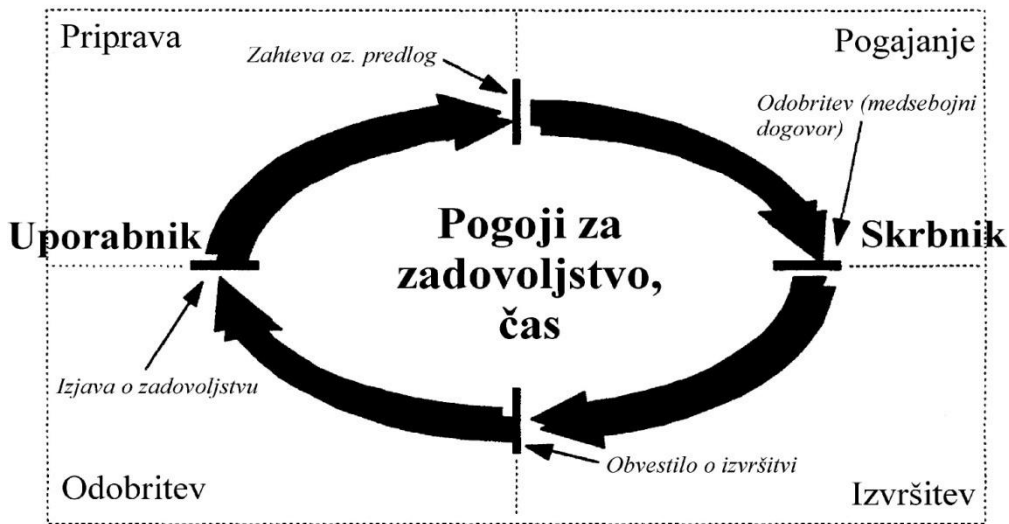 Priprava
Pogajanje
Zahteva oz. predlog
Odobritev (medsebojni
dogovor)
Uporabnik
Pogoji za
zadovoljstvo,
čas
Skrbnik
Izjava o zadovoljstvu
Obvestilo o izvršitvi
Odobritev
Izvršitev